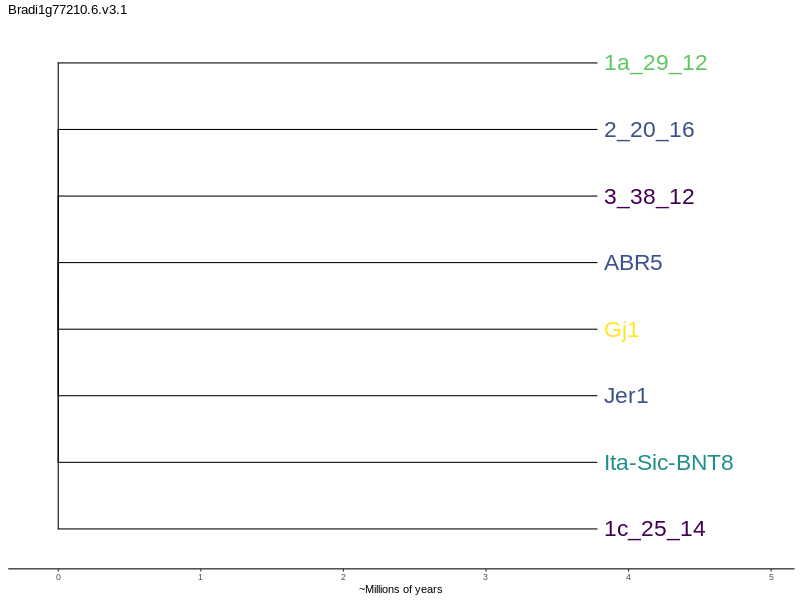 Bradi1g77210.6.v3.1
1a_29_12
2_20_16
3_38_12
ABR5
Gj1
Jer1
Ita-Sic-BNT8
1c_25_14
0 1 2 3 4 5
~Millions of years